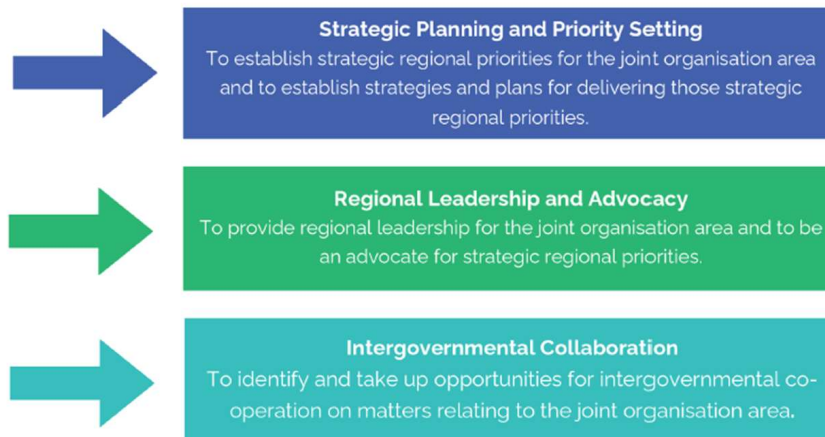 Strategic Planning and Priority Setting
To establish strategic regional priorities for the joint organisation area
and to establish strategies and plans for delivering those strategic
regional priorities.
Regional Leadership and Advocacy
To provide regional leadership for the joint organisation area and to be
an advocate for strategic regional priorities.
Intergovernmental Collaboration
To identify and take up opportunities for intergovernmental co-
operation on matters relating to the joint organisation area.